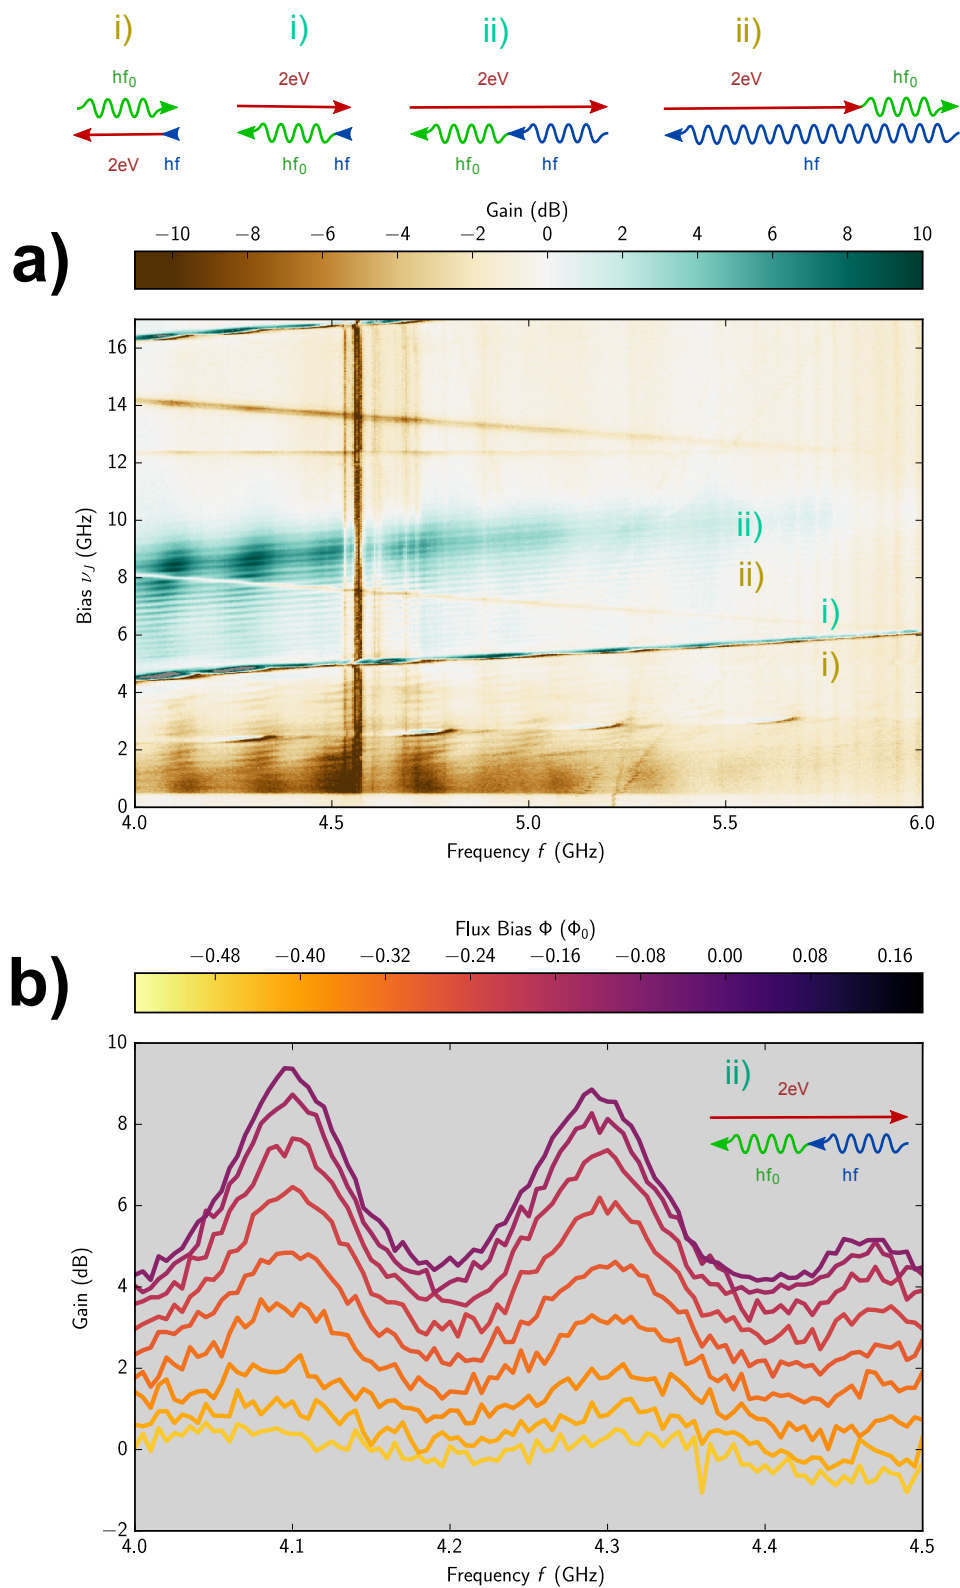 i) i) ii) ii)
hf₀ 2eV 2eV 2eV hf₀
2eV hf hf₀ hf hf₀ hf hf
a)
Gain (dB)
−10 −8 −6 −4 −2 0 2 4 6 8 10
16
14
12
10
8
6
4
2
0
Bias νJ (GHz)
ii)
ii)
i)
i)
4.0 4.5 5.0 5.5 6.0
Frequency f (GHz)
b)
Flux Bias Φ (Φ₀)
−0.48 −0.40 −0.32 −0.24 −0.16 −0.08 0.00 0.08 0.16
10
8
6
4
2
0
−2
Gain (dB)
ii)
2eV
hf₀ hf
4.0 4.1 4.2 4.3 4.4 4.5
Frequency f (GHz)